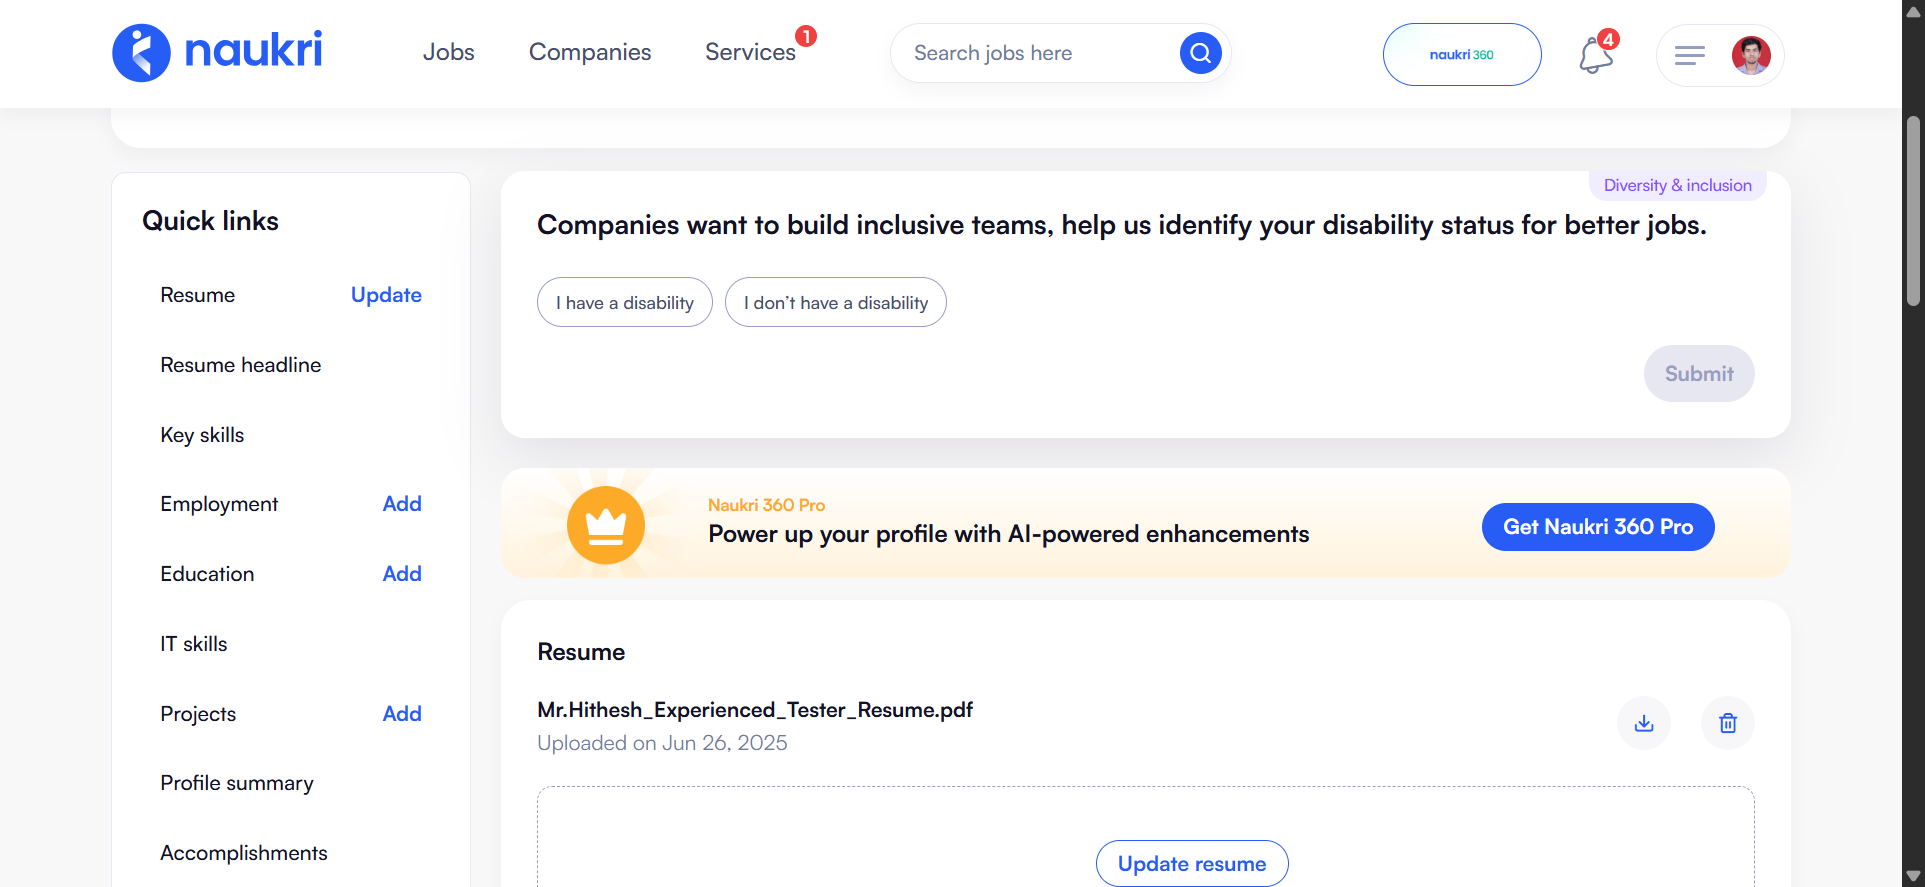 naukri
Jobs
Companies
Services
1
Search jobs here
naukri 360
4
Quick links
Resume
Update
Resume headline
Key skills
Employment
Add
Education
Add
IT skills
Projects
Add
Profile summary
Accomplishments
Diversity & inclusion
Companies want to build inclusive teams, help us identify your disability status for better jobs.
I have a disability
I don’t have a disability
Submit
Naukri 360 Pro
Power up your profile with AI-powered enhancements
Get Naukri 360 Pro
Resume
Mr.Hithesh_Experienced_Tester_Resume.pdf
Uploaded on Jun 26, 2025
Update resume